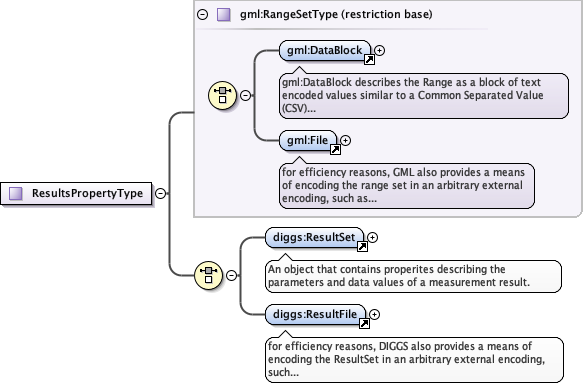 gml:RangeSetType (restriction base)
gml:DataBlock
gml:DataBlock describes the Range as a block of text
encoded values similar to a Common Separated Value
(CSV)...
gml:File
for efficiency reasons, GML also provides a means
of encoding the range set in an arbitrary external
encoding, such as...
ResultsPropertyType
diggs:ResultSet
An object that contains properites describing the
parameters and data values of a measurement result.
diggs:ResultFile
for efficiency reasons, DIGGS also provides a means of
encoding the ResultSet in an arbitrary external encoding,
such...